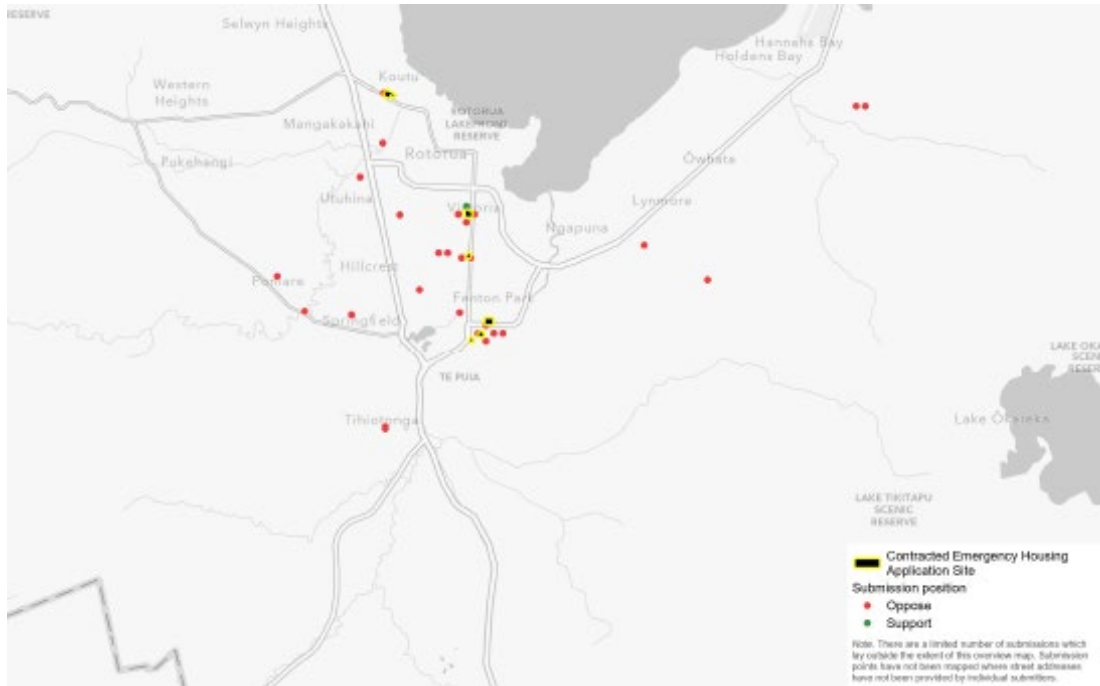 RESERVE
Selwyn Heights
Hannahs Bay
Holdens Bay
Koutu
Western
Heights
ROTORUA
LAKEFRONT
RESERVE
Mangakakahi
Rotorua
Pukehangi
Ōwhata
Utuhina
Victoria
Lynmore
Ngapuna
Hillcrest
Pomare
Fenton Park
Springfield
LAKE OKA
SCEN
RESER
TE PUIA
Tihiotonga
Lake Ōkareka
LAKE TIKITAPU
SCENIC
RESERVE
Contracted Emergency Housing
Application Site
Submission position
Oppose
Support
Note. There are a limited number of submissions which
lay outside the extent of this overview map. Submission
points have not been mapped where street addresses
have not been provided by individual submitters.